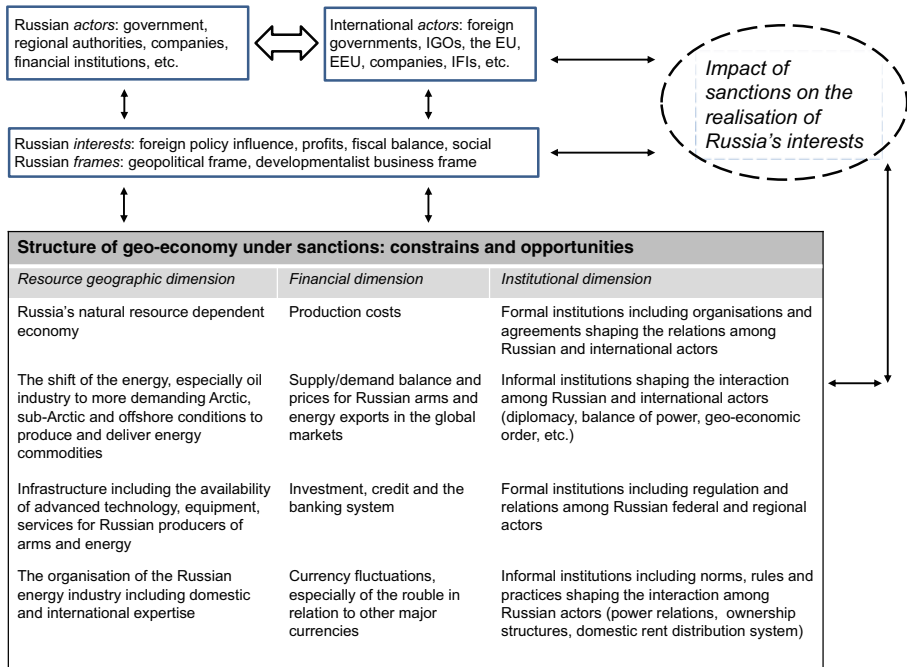 Russian actors: government,
regional authorities, companies,
financial institutions, etc.
International actors: foreign
governments, IGOs, the EU,
EEU, companies, IFIs, etc.
Impact of
sanctions on the
realisation of
Russia's interests
Russian interests: foreign policy influence, profits, fiscal balance, social
Russian frames: geopolitical frame, developmentalist business frame
Structure of geo-economy under sanctions: constrains and opportunities
Resource geographic dimension
Financial dimension
Institutional dimension
Russia's natural resource dependent
economy
Production costs
Formal institutions including organisations and
agreements shaping the relations among
Russian and international actors
The shift of the energy, especially oil
industry to more demanding Arctic,
sub-Arctic and offshore conditions to
produce and deliver energy
commodities
Supply/demand balance and
prices for Russian arms and
energy exports in the global
markets
Informal institutions shaping the interaction
among Russian and international actors
(diplomacy, balance of power, geo-economic
order, etc.)
Infrastructure including the availability
of advanced technology, equipment,
services for Russian producers of
arms and energy
Investment, credit and the
banking system
Formal institutions including regulation and
relations among Russian federal and regional
actors
The organisation of the Russian
energy industry including domestic
and international expertise
Currency fluctuations,
especially of the rouble in
relation to other major
currencies
Informal institutions including norms, rules and
practices shaping the interaction among
Russian actors (power relations, ownership
structures, domestic rent distribution system)